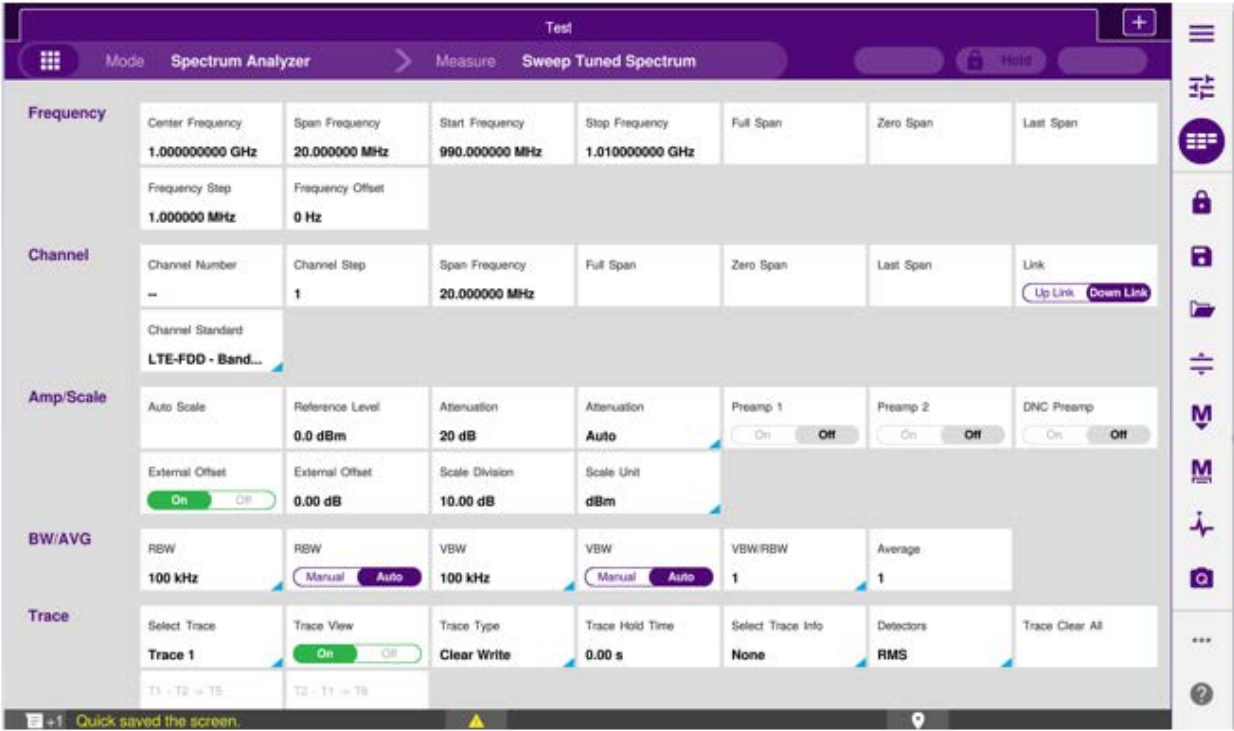 Test
Mode Spectrum Analyzer Measure Sweep Tuned Spectrum Hold
Frequency
Center Frequency Span Frequency Start Frequency Stop Frequency Full Span Zero Span Last Span
1.000000000 GHz 20.000000 MHz 990.000000 MHz 1.010000000 GHz
Frequency Step Frequency Offset
1.000000 MHz 0 Hz
Channel
Channel Number Channel Step Span Frequency Full Span Zero Span Last Span Link
-- 1 20.000000 MHz Up Link Down Link
Channel Standard
LTE-FDD - Band...
Amp/Scale
Auto Scale Reference Level Attenuation Attenuation Preamp 1 Preamp 2 DNC Preamp
0.0 dBm 20 dB Auto On Off On Off On Off
External Offset External Offset Scale Division Scale Unit
On Off 0.00 dB 10.00 dB dBm
BW/AVG
RBW RBW VBW VBW VBW/RBW Average
100 kHz Manual Auto 100 kHz Manual Auto 1 1
Trace
Select Trace Trace View Trace Type Trace Hold Time Select Trace Info Detectors Trace Clear All
Trace 1 On Off Clear Write 0.00 s None RMS
T1 - T2 -> T5 T2 - T1 -> T6
+1 Quick saved the screen.